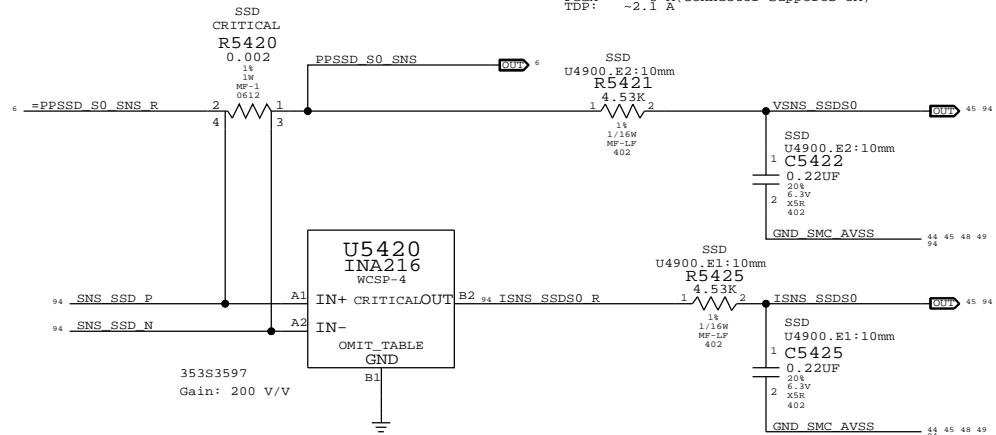 TDP: ~2.1 A
SSD
CRITICAL
R5420
0.002
1%
1W
MF-1
0612
PPSSD_S0_SNS
OUT 6
SSD
U4900.E2:10mm
R5421
4.53K
6 =PPSSD_S0_SNS_R
2 1
4 3
1 2
1%
1/16W
MF-LF
402
VSNS_SSDS0
OUT 45 94
SSD
U4900.E2:10mm
1 C5422
0.22UF
20%
6.3V
2 X5R
402
GND_SMC_AVSS 44 45 48 49
94
U5420
INA216
WCSP-4
94 SNS_SSD_P A1 IN+ CRITICAL OUT B2 94 ISNS_SSDS0_R
94 SNS_SSD_N A2 IN-
OMIT_TABLE
GND
B1
353S3597
Gain: 200 V/V
SSD
U4900.E1:10mm
R5425
4.53K
1 2
1%
1/16W
MF-LF
402
ISNS_SSDS0
OUT 45 94
SSD
U4900.E1:10mm
1 C5425
0.22UF
20%
6.3V
2 X5R
402
GND_SMC_AVSS 44 45 48 49